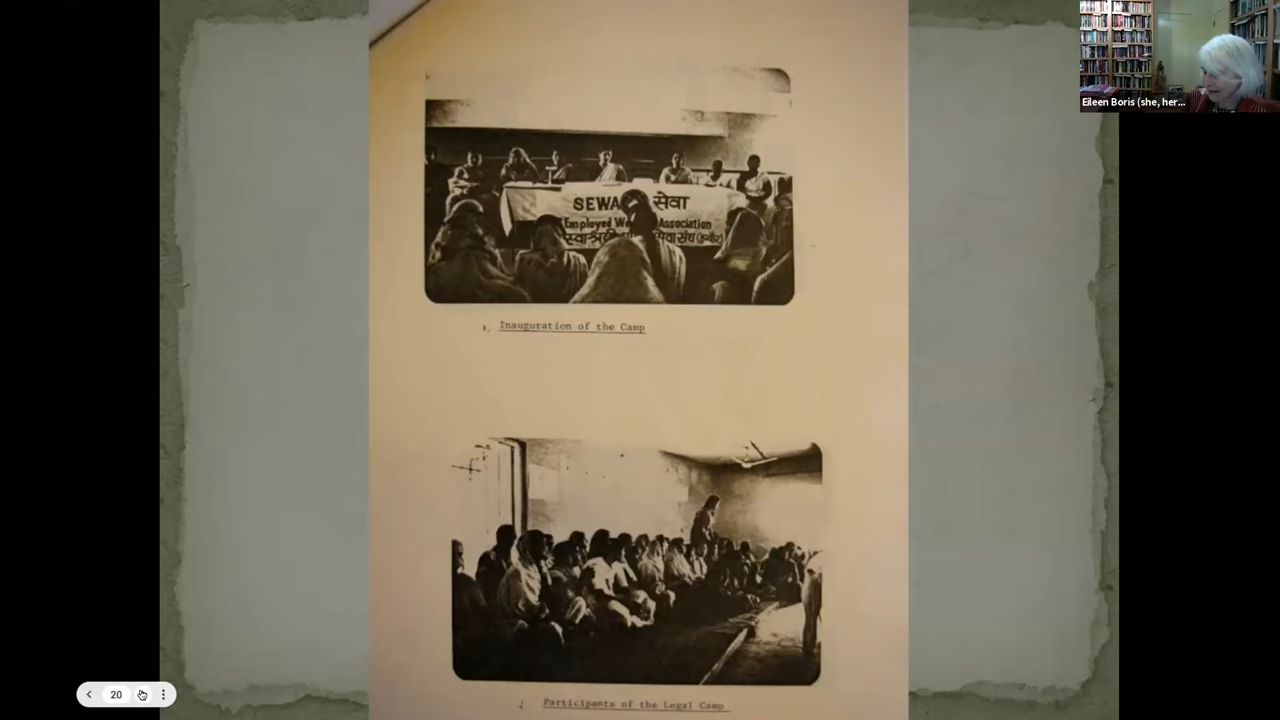 Eileen Boris (she, her...
SEWA सेवा
Employed Association
1. Inauguration of the Camp
2 Participants of the Legal Camp
20